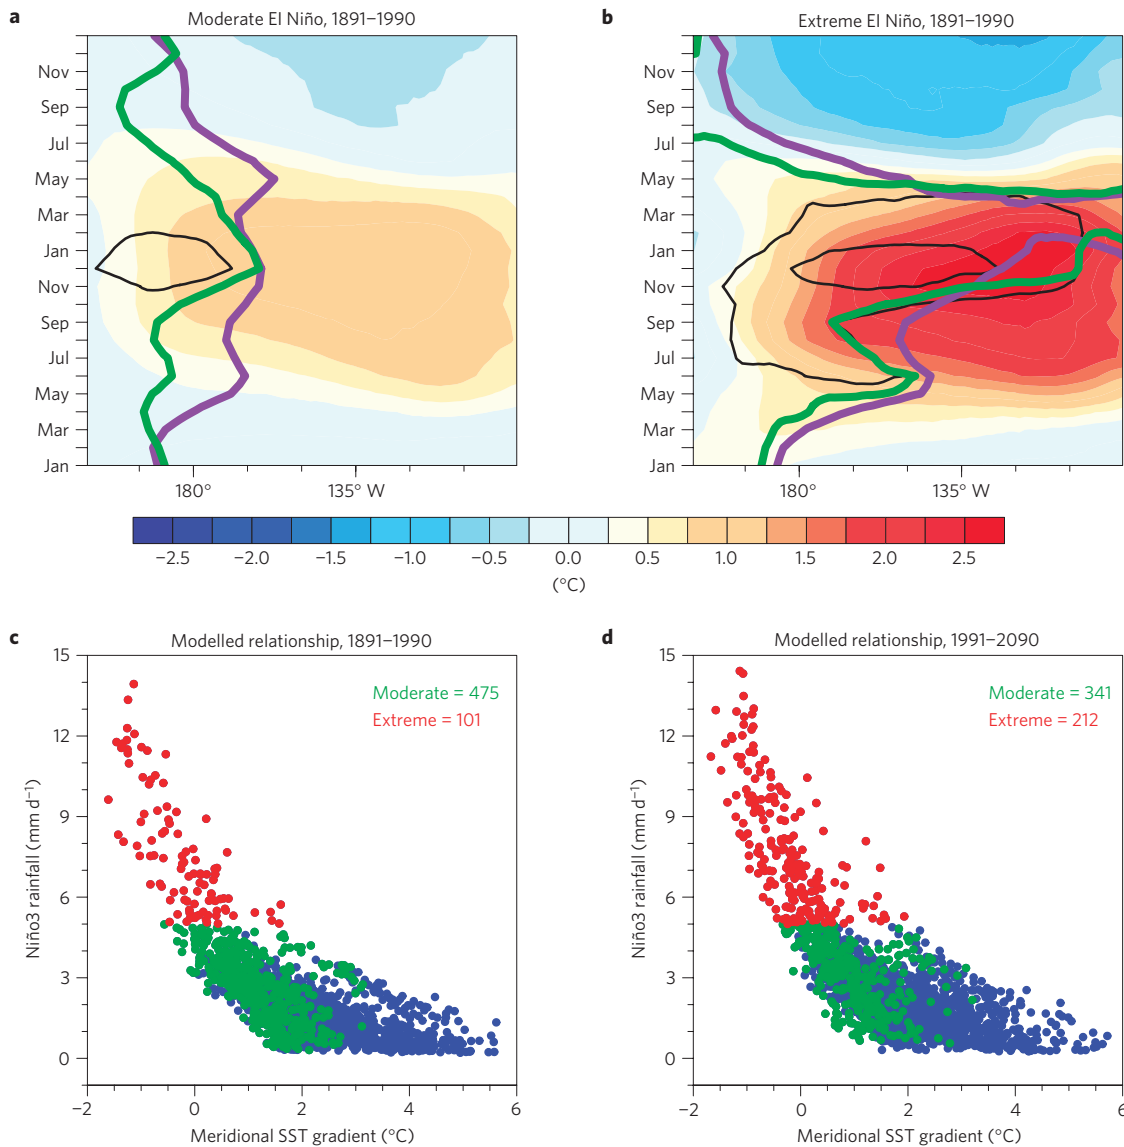 a
Moderate El Niño, 1891–1990
Nov
Sep
Jul
May
Mar
Jan
Nov
Sep
Jul
May
Mar
Jan
180°
135° W
b
Extreme El Niño, 1891–1990
Nov
Sep
Jul
May
Mar
Jan
Nov
Sep
Jul
May
Mar
Jan
180°
135° W
−2.5 −2.0 −1.5 −1.0 −0.5 0.0 0.5 1.0 1.5 2.0 2.5
(°C)
c
Modelled relationship, 1891–1990
Moderate = 475
Extreme = 101
15
12
9
6
3
0
Niño3 rainfall (mm d⁻¹)
−2 0 2 4 6
Meridional SST gradient (°C)
d
Modelled relationship, 1991–2090
Moderate = 341
Extreme = 212
15
12
9
6
3
0
Niño3 rainfall (mm d⁻¹)
−2 0 2 4 6
Meridional SST gradient (°C)